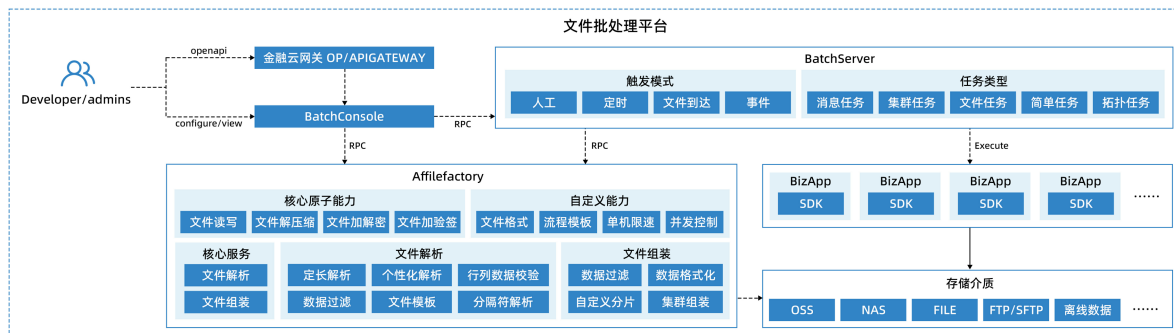 文件批处理平台
openapi
金融云网关 OP/APIGATEWAY
Developer/admins
configure/view
BatchConsole
RPC
BatchServer
触发模式
人工 定时 文件到达 事件
任务类型
消息任务 集群任务 文件任务 简单任务 拓扑任务
RPC
RPC
Execute
Affilefactory
核心原子能力
文件读写 文件解压缩 文件加解密 文件加验签
自定义能力
文件格式 流程模板 单机限速 并发控制
核心服务
文件解析
文件组装
文件解析
定长解析 个性化解析 行列数据校验
数据过滤 文件模板 分隔符解析
文件组装
数据过滤 数据格式化
自定义分片 集群组装
BizApp BizApp BizApp BizApp
SDK SDK SDK SDK ······
存储介质
OSS NAS FILE FTP/SFTP 离线数据 ······